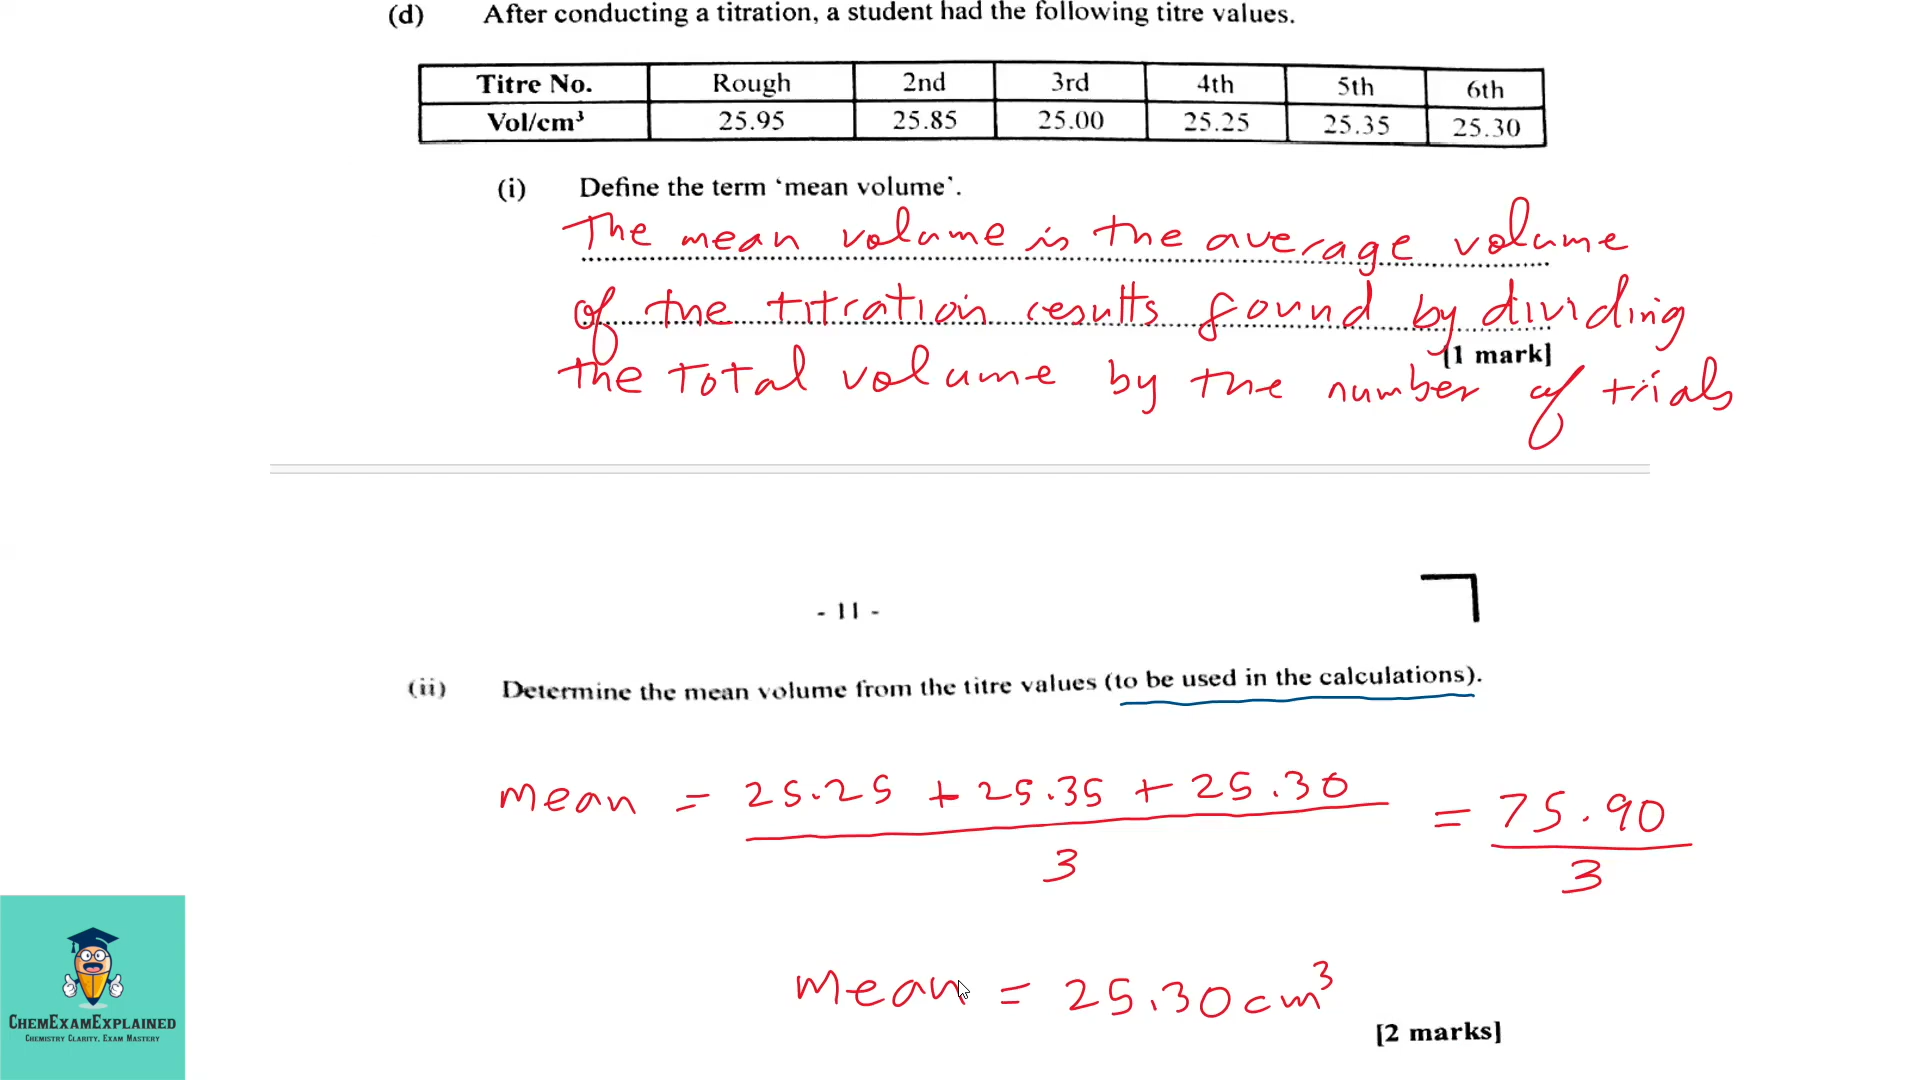 (d) After conducting a titration, a student had the following titre values.
Titre No. Rough 2nd 3rd 4th 5th 6th
Vol/cm³ 25.95 25.85 25.00 25.25 25.35 25.30
(i) Define the term ‘mean volume’.
The mean volume is the average volume
of the titration results found by dividing
[1 mark]
the total volume by the number of trials
- 11 -
(ii) Determine the mean volume from the titre values (to be used in the calculations).
mean = 25.25 + 25.35 + 25.30 = 75.90
3 3
mean = 25.30 cm³
[2 marks]
CHEMEXAMEXPLAINED
CHEMISTRY CLARITY, EXAM MASTERY